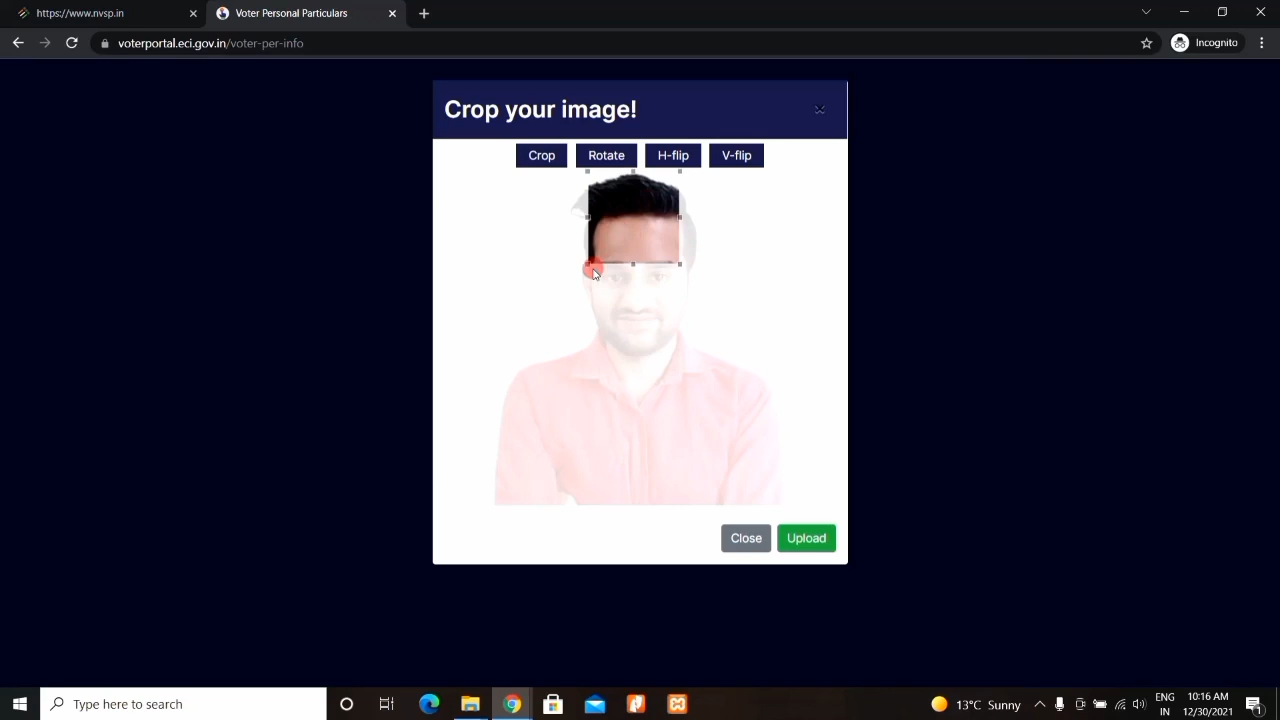 https://www.nvsp.in
Voter Personal Particulars
voterportal.eci.gov.in/voter-per-info
Incognito
Crop your image!
Crop
Rotate
H-flip
V-flip
Close
Upload
Type here to search
13°C Sunny
ENG
IN
10:16 AM
12/30/2021